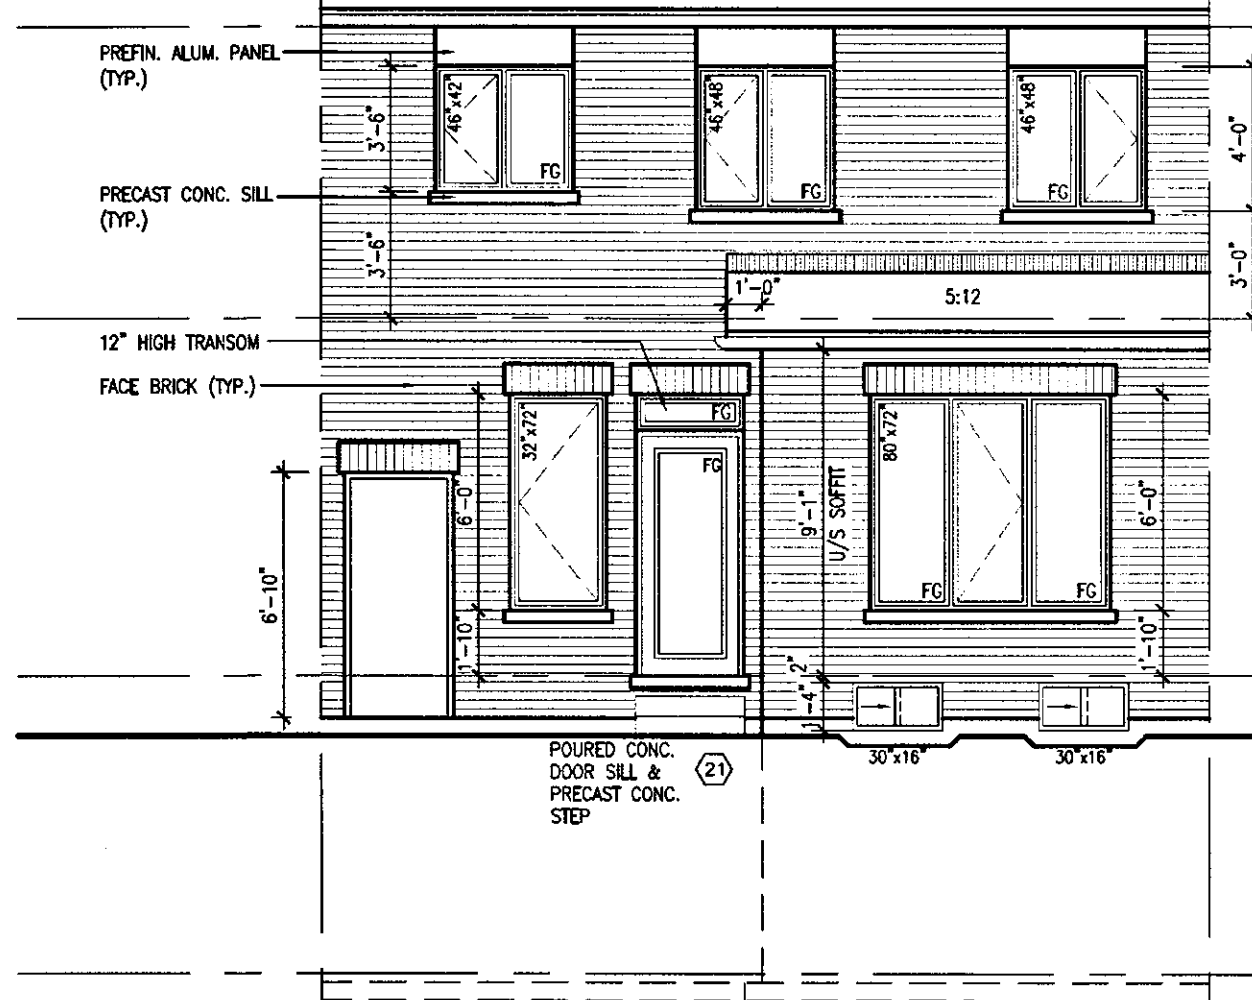 PREFIN. ALUM. PANEL
(TYP.)
46"x42"
46"x48"
46"x48"
3'-6"
4'-0"
FG
FG
FG
PRECAST CONC. SILL
(TYP.)
3'-6"
1'-0"
5:12
3'-0"
12" HIGH TRANSOM
FACE BRICK (TYP.)
FG
32"x72"
80"x72"
FG
6'-0
9'-1"
U/S SOFFIT
6'-0"
6'-10"
FG
FG
1'-10"
2"
1'-10"
1'-4"
POURED CONC.
DOOR SILL &
PRECAST CONC.
STEP
21
30"x16"
30"x16"